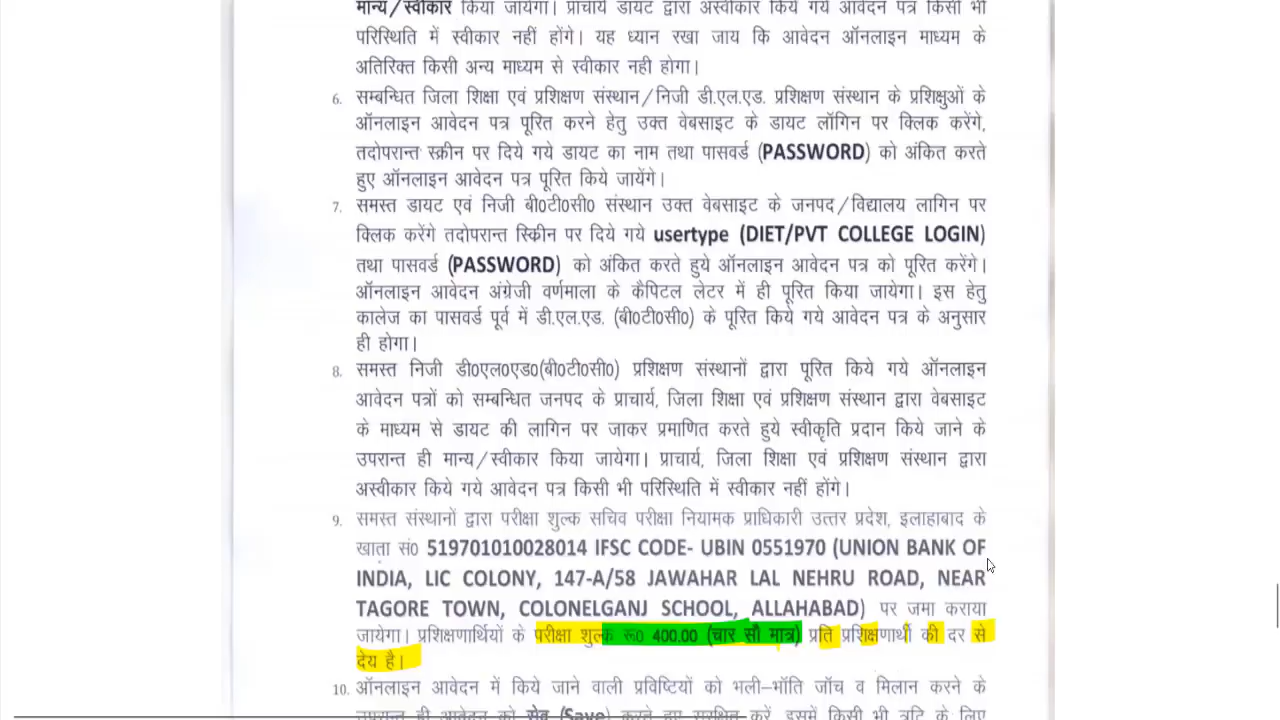 मान्य/स्वीकार किया जायेगा। प्राचार्य डायट द्वारा अस्वीकार किये गये आवेदन पत्र किसी भी
परिस्थिति में स्वीकार नहीं होंगे। यह ध्यान रखा जाय कि आवेदन ऑनलाइन माध्यम के
अतिरिक्त किसी अन्य माध्यम से स्वीकार नही होगा।
6. सम्बन्धित जिला शिक्षा एवं प्रशिक्षण संस्थान/निजी डी.एल.एड. प्रशिक्षण संस्थान के प्रशिक्षुओं के
ऑनलाइन आवेदन पत्र पूरित करने हेतु उक्त वेबसाइट के डायट लॉगिन पर क्लिक करेंगे,
तदोपरान्त स्क्रीन पर दिये गये डायट का नाम तथा पासवर्ड (PASSWORD) को अंकित करते
हुए ऑनलाइन आवेदन पत्र पूरित किये जायेंगे।
7. समस्त डायट एवं निजी बी0टी0सी0 संस्थान उक्त वेबसाइट के जनपद/विद्यालय लागिन पर
क्लिक करेंगे तदोपरान्त स्क्रीन पर दिये गये usertype (DIET/PVT COLLEGE LOGIN)
तथा पासवर्ड (PASSWORD) को अंकित करते हुये ऑनलाइन आवेदन पत्र को पूरित करेंगे।
ऑनलाइन आवेदन अंग्रेजी वर्णमाला के कैपिटल लेटर में ही पूरित किया जायेगा। इस हेतु
कालेज का पासवर्ड पूर्व में डी.एल.एड. (बी0टी0सी0) के पूरित किये गये आवेदन पत्र के अनुसार
ही होगा।
8. समस्त निजी डी0एल0एड0(बी0टी0सी0) प्रशिक्षण संस्थानों द्वारा पूरित किये गये ऑनलाइन
आवेदन पत्रों को सम्बन्धित जनपद के प्राचार्य, जिला शिक्षा एवं प्रशिक्षण संस्थान द्वारा वेबसाइट
के माध्यम से डायट की लागिन पर जाकर प्रमाणित करते हुये स्वीकृति प्रदान किये जाने के
उपरान्त ही मान्य/स्वीकार किया जायेगा। प्राचार्य, जिला शिक्षा एवं प्रशिक्षण संस्थान द्वारा
अस्वीकार किये गये आवेदन पत्र किसी भी परिस्थिति में स्वीकार नहीं होंगे।
9. समस्त संस्थानों द्वारा परीक्षा शुल्क सचिव परीक्षा नियामक प्राधिकारी उत्तर प्रदेश, इलाहाबाद के
खाता सं0 519701010028014 IFSC CODE- UBIN 0551970 (UNION BANK OF
INDIA, LIC COLONY, 147-A/58 JAWAHAR LAL NEHRU ROAD, NEAR
TAGORE TOWN, COLONELGANJ SCHOOL, ALLAHABAD) पर जमा कराया
जायेगा। प्रशिक्षणार्थियों के परीक्षा शुल्क रू0 400.00 (चार सौ मात्र) प्रति प्रशिक्षणार्थी की दर से
देय है।
10. ऑनलाइन आवेदन में किये जाने वाली प्रविष्टियों को भली–भाँति जाँच व मिलान करने के
उपरान्त ही आवेदन को सेव (Save) करते हुए सुरक्षित करें, इसमें किसी भी त्रुटि के लिए